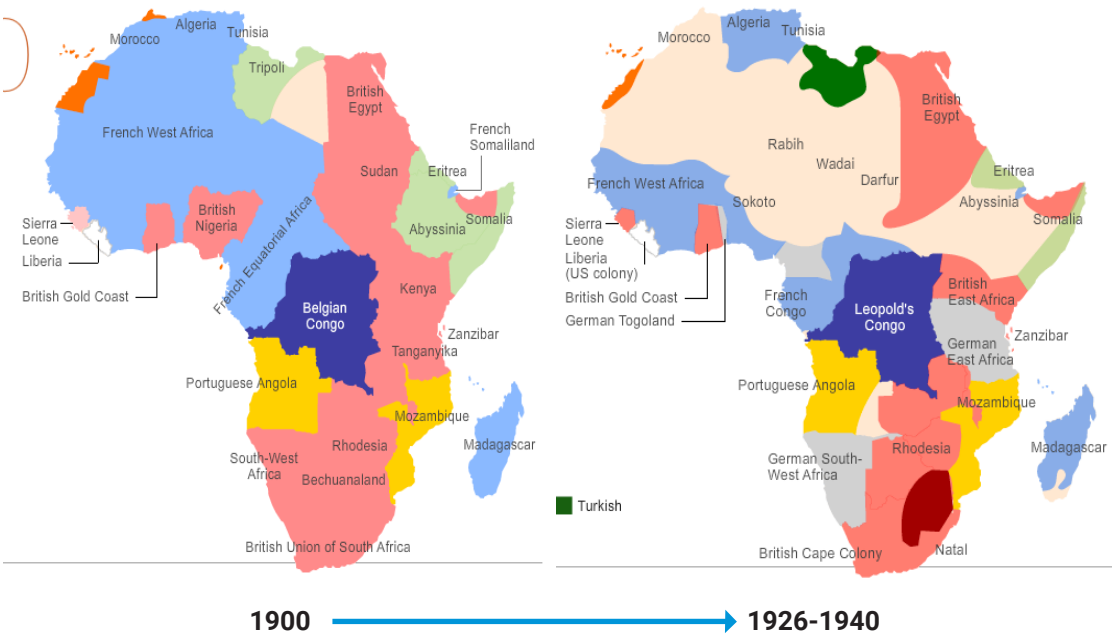 Morocco
Algeria
Tunisia
Tripoli
British
Egypt
French West Africa
French
Somaliland
Sudan
Eritrea
British
Nigeria
Abyssinia
Somalia
Sierra
Leone
Liberia
British Gold Coast
French Equatorial Africa
Kenya
Belgian
Congo
Zanzibar
Tanganyika
Portuguese Angola
Mozambique
Madagascar
Rhodesia
South-West
Africa
Bechuanaland
British Union of South Africa
Morocco
Algeria
Tunisia
British
Egypt
Rabih
Wadai
Darfur
French West Africa
Sokoto
Eritrea
Abyssinia
Somalia
Sierra
Leone
Liberia
(US colony)
British Gold Coast
German Togoland
French
Congo
Leopold's
Congo
British
East Africa
Zanzibar
German
East Africa
Portuguese Angola
Mozambique
Madagascar
Rhodesia
German South-
West Africa
Turkish
British Cape Colony
Natal
1900
1926-1940